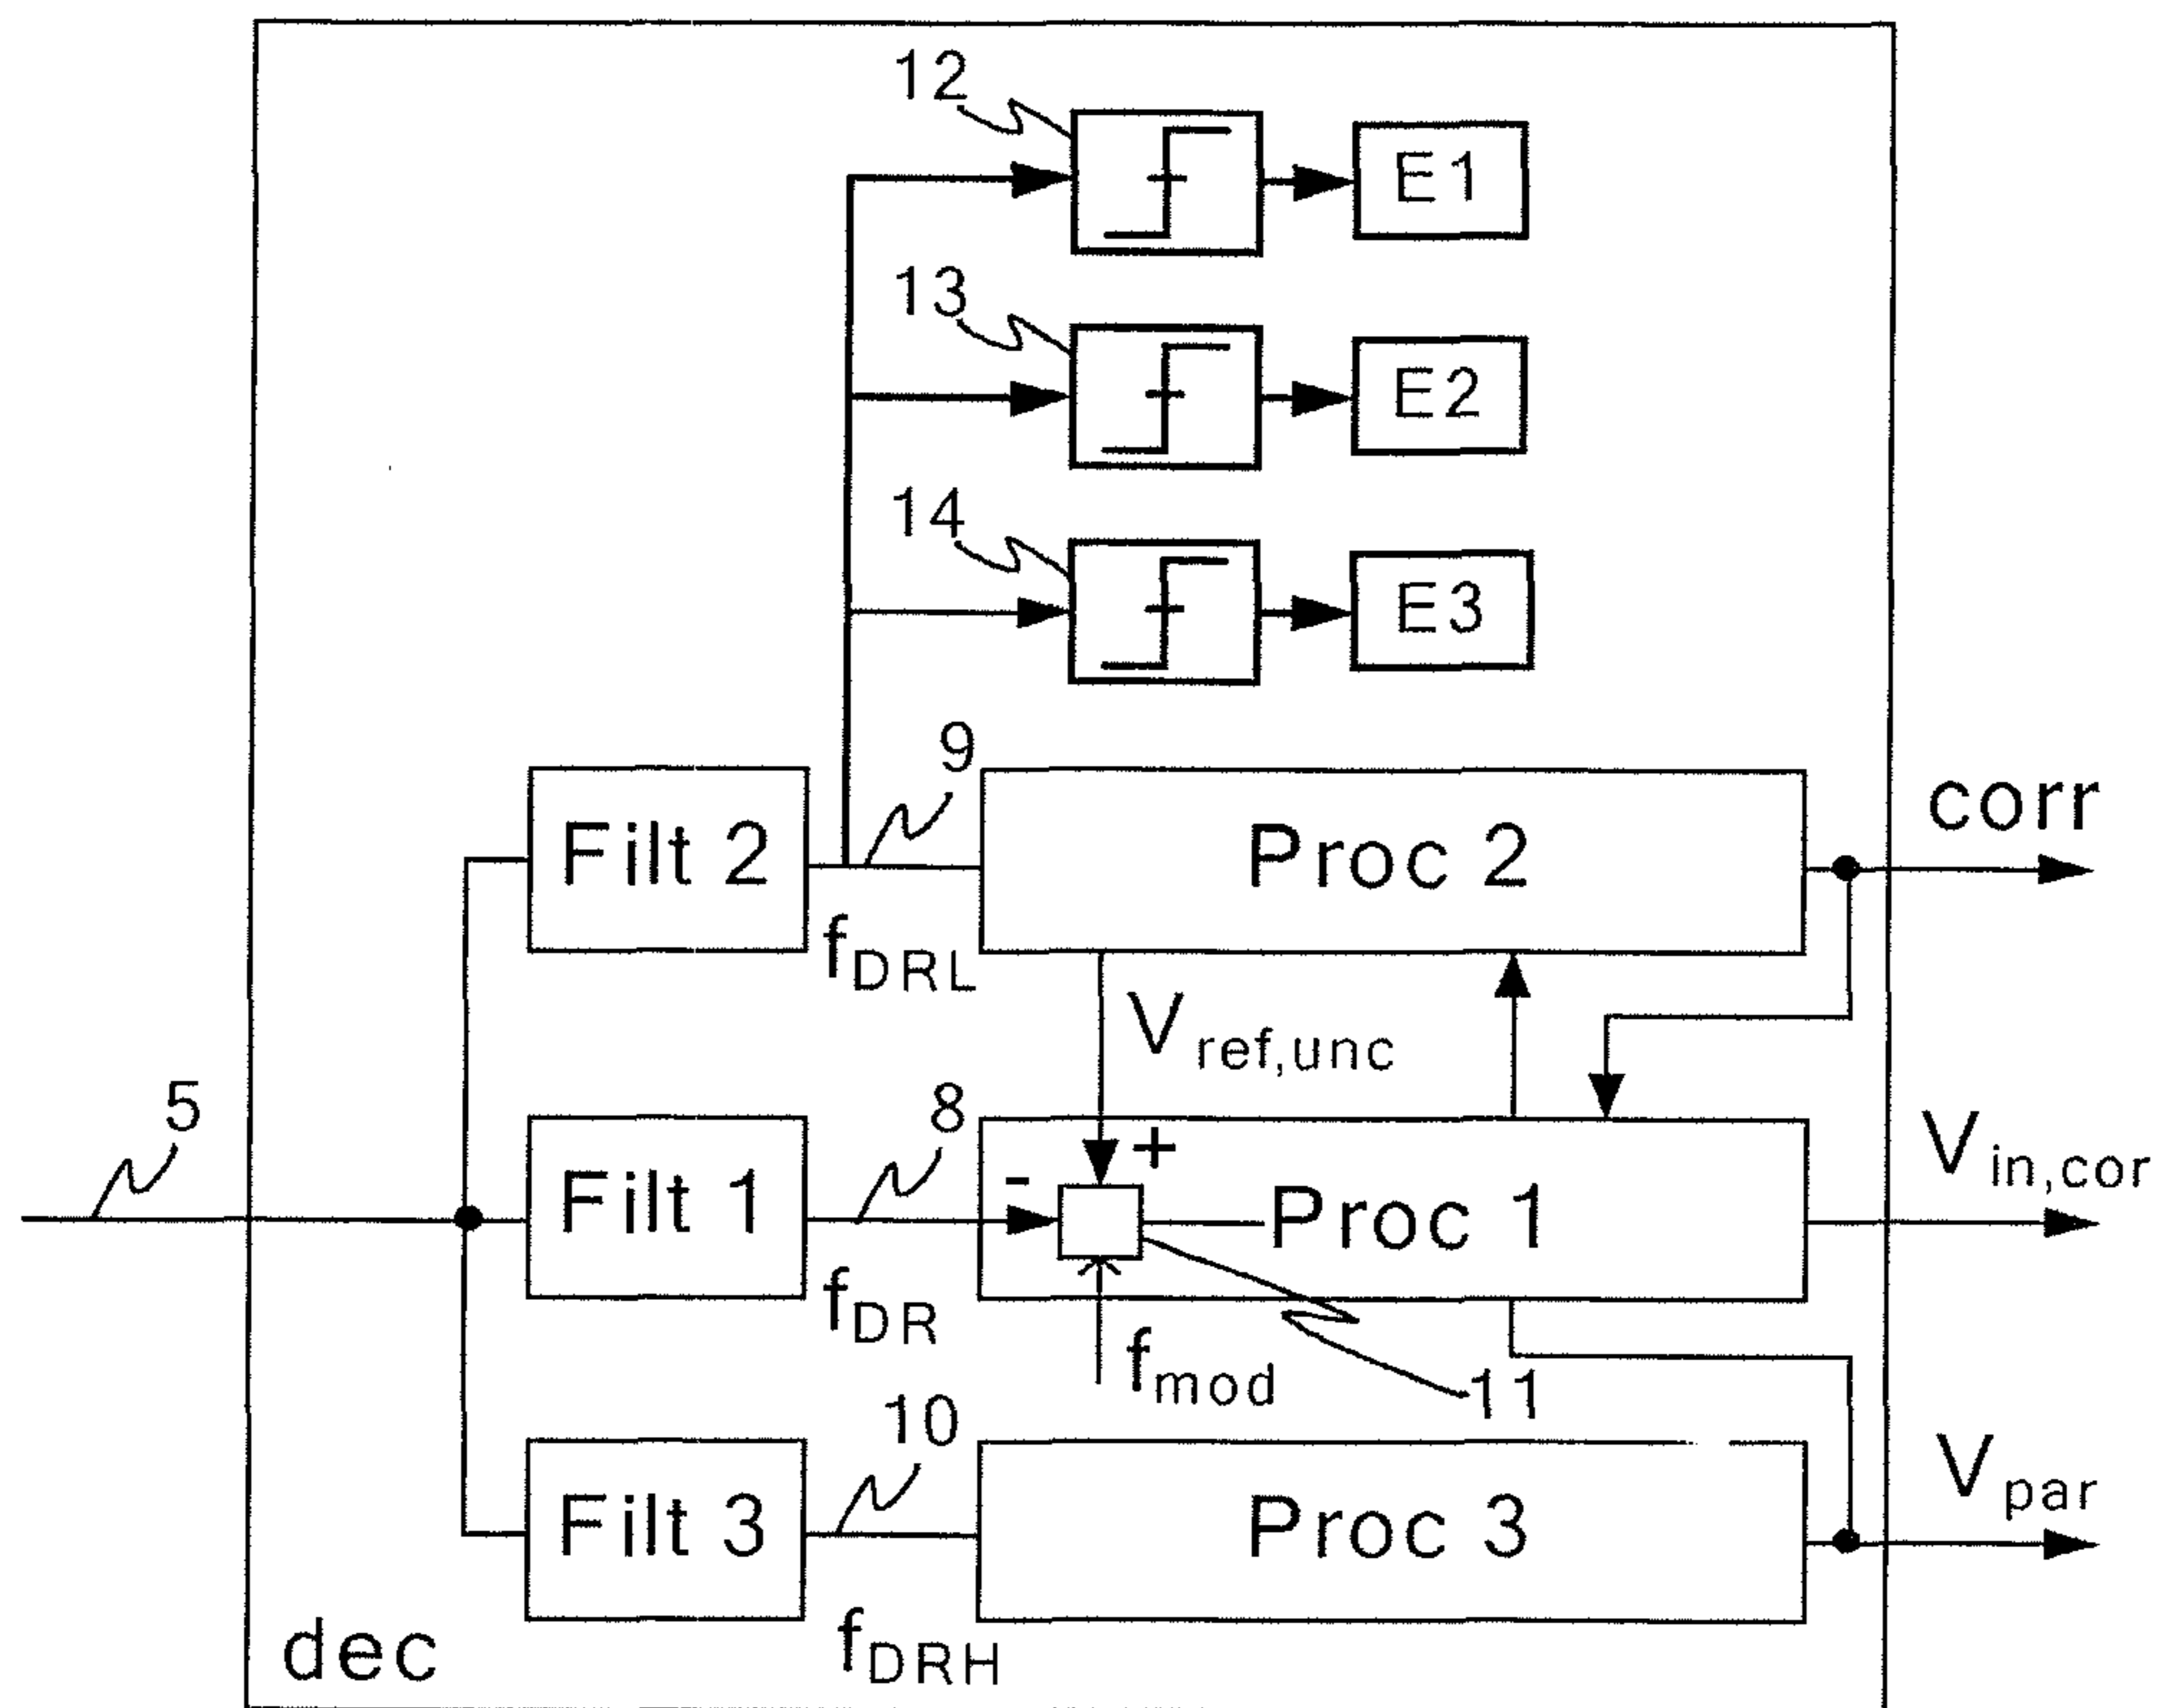 12
E1
13
E2
14
E3
9
Filt 2
Proc 2
corr
fDRL
Vref,unc
5
8
Filt 1
-
+
Proc 1
Vin,cor
fDR
fmod
11
10
Filt 3
Proc 3
Vpar
fDRH
dec